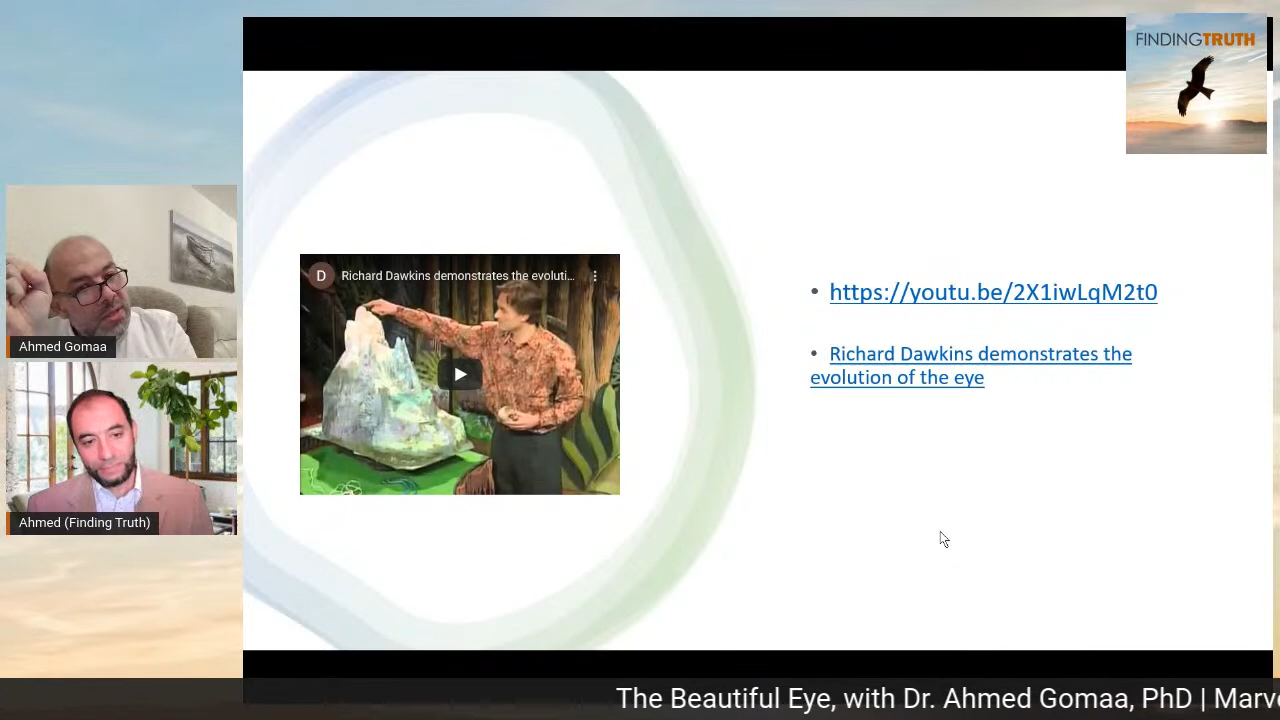 FINDINGTRUTH
Ahmed Gomaa
Ahmed (Finding Truth)
D
Richard Dawkins demonstrates the evoluti...
• https://youtu.be/2X1iwLqM2t0
• Richard Dawkins demonstrates the
evolution of the eye
The Beautiful Eye, with Dr. Ahmed Gomaa, PhD | Marv